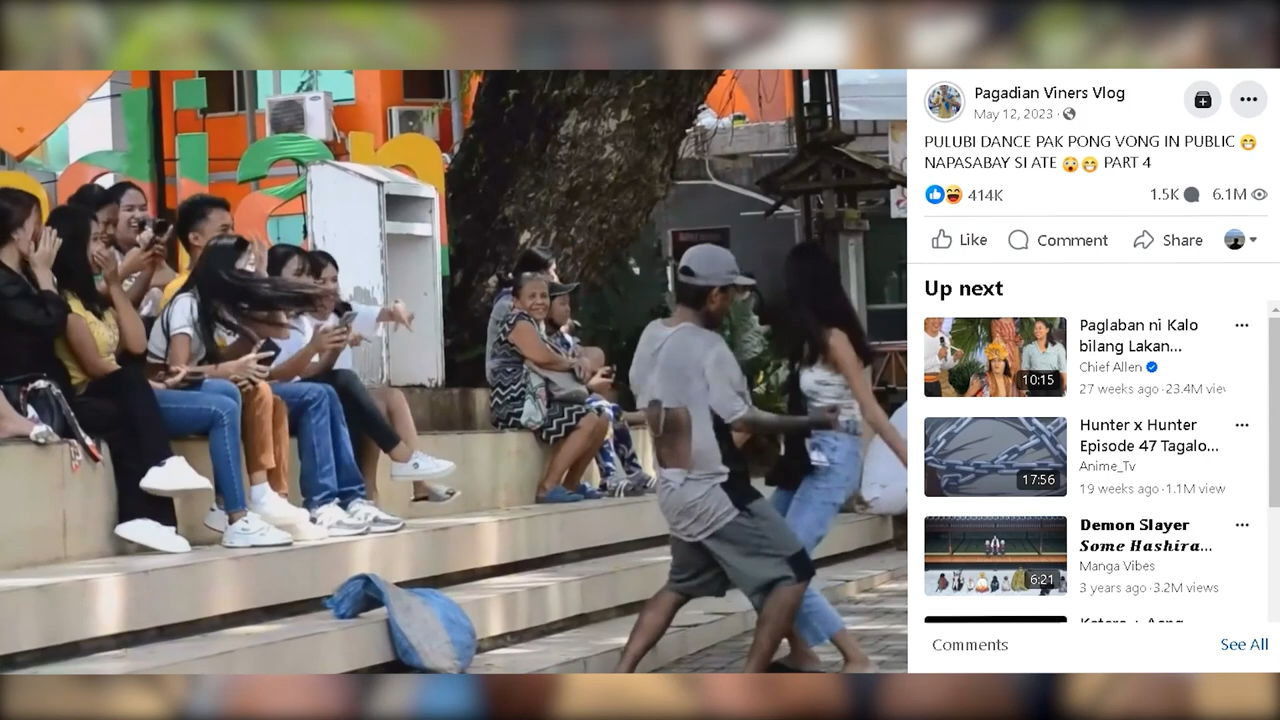 Pagadian Viners Vlog
May 12, 2023 ·
PULUBI DANCE PAK PONG VONG IN PUBLIC 😁
NAPASABAY SI ATE 😲😁 PART 4
414K
1.5K
6.1M
Like
Comment
Share
Up next
Paglaban ni Kalo
bilang Lakan...
Chief Allen
27 weeks ago · 23.4M view
10:15
Hunter x Hunter
Episode 47 Tagalo...
Anime_Tv
19 weeks ago · 1.1M view
17:56
Demon Slayer
Some Hashira...
Manga Vibes
3 years ago · 3.2M views
6:21
Comments
See All